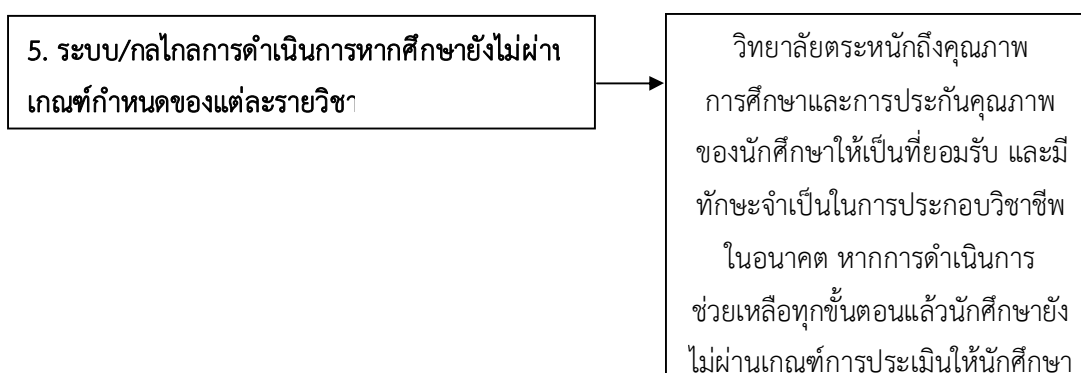 5. ระบบ/กลไกลการดำเนินการหากศึกษายังไม่ผ่าน
เกณฑ์กำหนดของแต่ละรายวิชา
วิทยาลัยตระหนักถึงคุณภาพ
การศึกษาและการประกันคุณภาพ
ของนักศึกษาให้เป็นที่ยอมรับ และมี
ทักษะจำเป็นในการประกอบวิชาชีพ
ในอนาคต หากการดำเนินการ
ช่วยเหลือทุกขั้นตอนแล้วนักศึกษายัง
ไม่ผ่านเกณฑ์การประเมินให้นักศึกษา